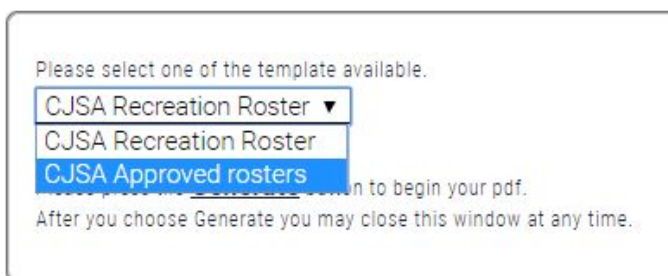 Please select one of the template available.
CJSA Recreation Roster ▼
CJSA Recreation Roster
CJSA Approved rosters
to begin your pdf.
After you choose Generate you may close this window at any time.